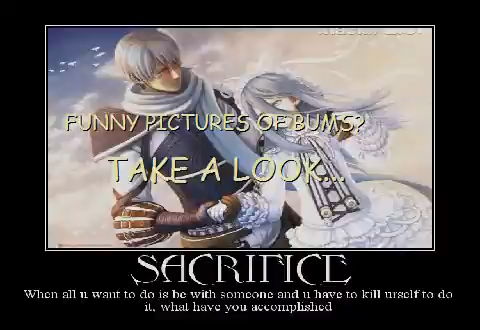 FUNNY PICTURES OF BUMS?
TAKE A LOOK...
SACRIFICE
When all u want to do is be with someone and u have to kill urself to do
it, what have you accomplished